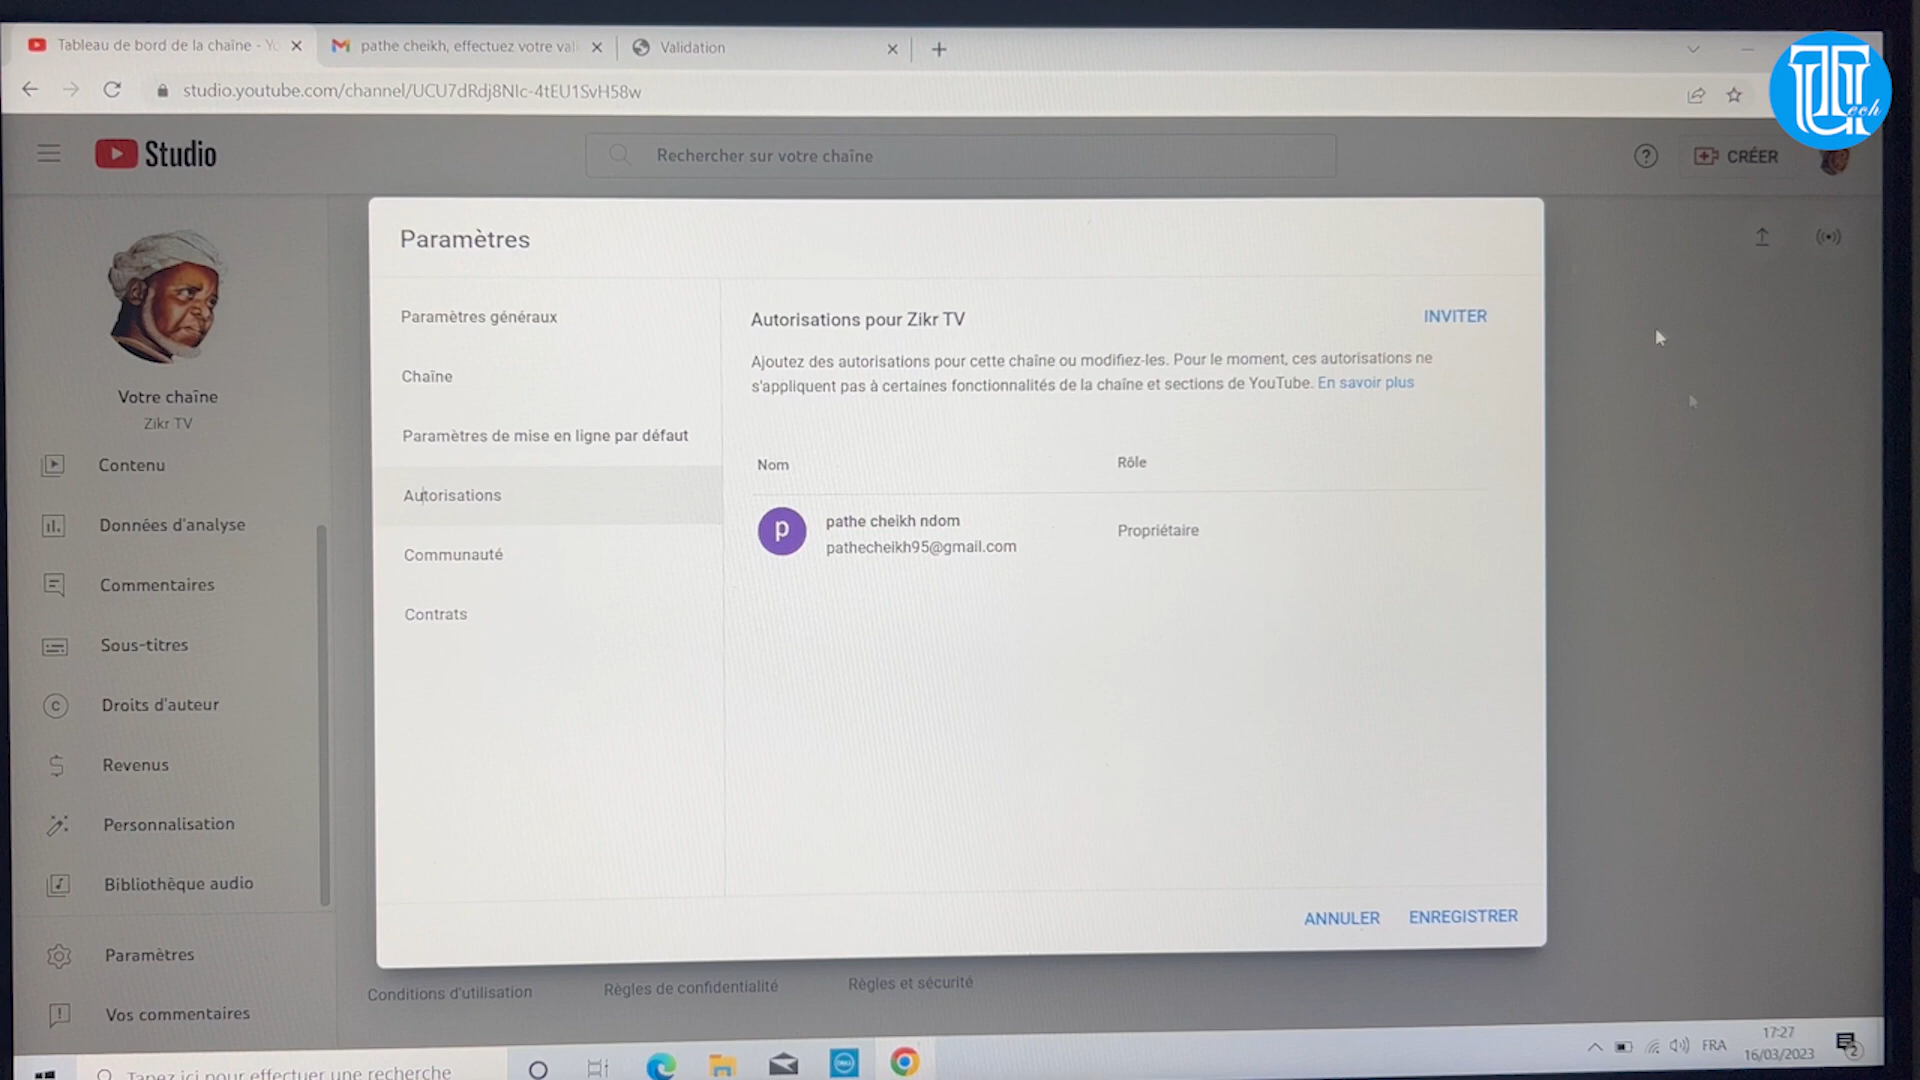 Tableau de bord de la chaîne - Yo
pathe cheikh, effectuez votre vali
Validation
studio.youtube.com/channel/UCU7dRdj8NIc-4tEU1SvH58w
Studio
Rechercher sur votre chaîne
CRÉER
Votre chaîne
Zikr TV
Contenu
Données d'analyse
Commentaires
Sous-titres
Droits d'auteur
Revenus
Personnalisation
Bibliothèque audio
Paramètres
Vos commentaires
Paramètres
Paramètres généraux
Chaîne
Paramètres de mise en ligne par défaut
Autorisations
Communauté
Contrats
Autorisations pour Zikr TV
INVITER
Ajoutez des autorisations pour cette chaîne ou modifiez-les. Pour le moment, ces autorisations ne
s'appliquent pas à certaines fonctionnalités de la chaîne et sections de YouTube. En savoir plus
Nom
Rôle
p
pathe cheikh ndom
Propriétaire
pathecheikh95@gmail.com
ANNULER
ENREGISTRER
Conditions d'utilisation
Règles de confidentialité
Règles et sécurité
Tapez ici pour effectuer une recherche
DELL
FRA
17:27
16/03/2023
2